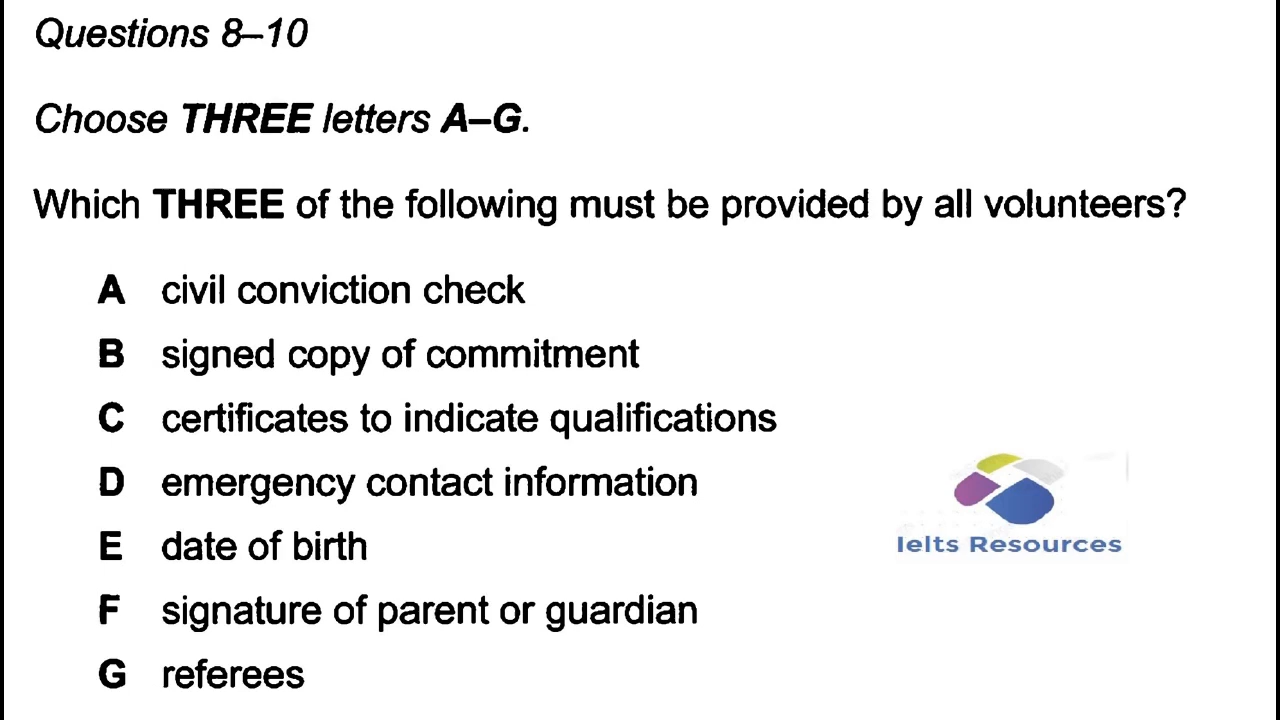 Questions 8–10
Choose THREE letters A–G.
Which THREE of the following must be provided by all volunteers?
A civil conviction check
B signed copy of commitment
C certificates to indicate qualifications
D emergency contact information
E date of birth
F signature of parent or guardian
G referees
Ielts Resources